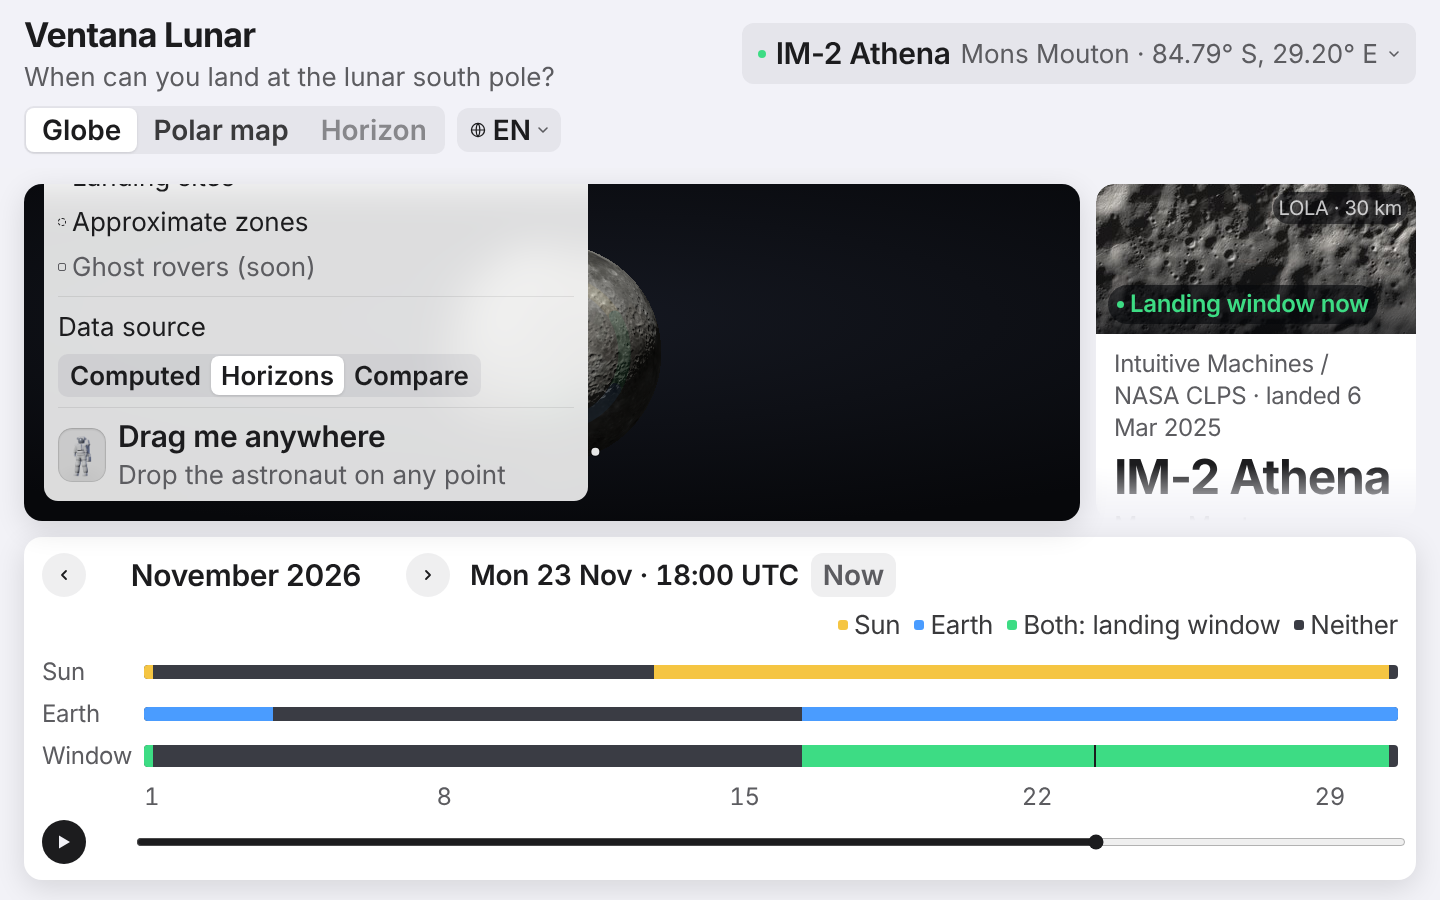 Ventana Lunar
When can you land at the lunar south pole?
IM-2 Athena Mons Mouton · 84.79° S, 29.20° E
Globe Polar map Horizon EN
Landing sites
Approximate zones
Ghost rovers (soon)
Data source
Computed Horizons Compare
Drag me anywhere
Drop the astronaut on any point
LOLA · 30 km
Landing window now
Intuitive Machines /
NASA CLPS · landed 6
Mar 2025
IM-2 Athena
November 2026 Mon 23 Nov · 18:00 UTC Now
Sun Earth Both: landing window Neither
Sun
Earth
Window
1 8 15 22 29